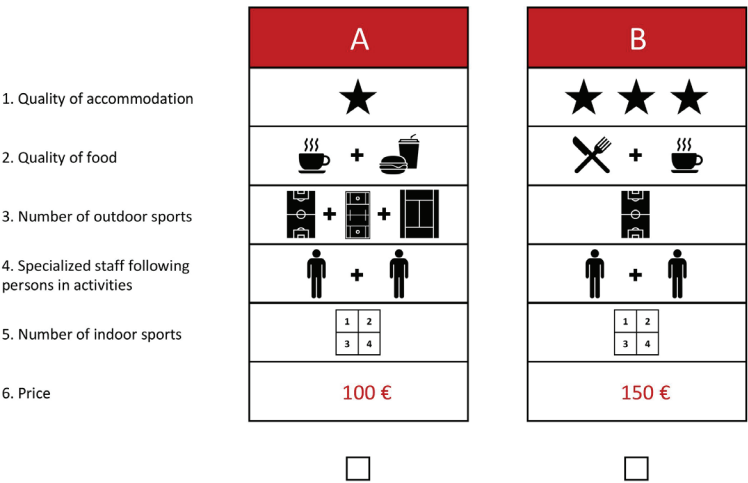 A B
1. Quality of accommodation
2. Quality of food
3. Number of outdoor sports
4. Specialized staff following
persons in activities
5. Number of indoor sports
1 2 1 2
3 4 3 4
6. Price 100 € 150 €